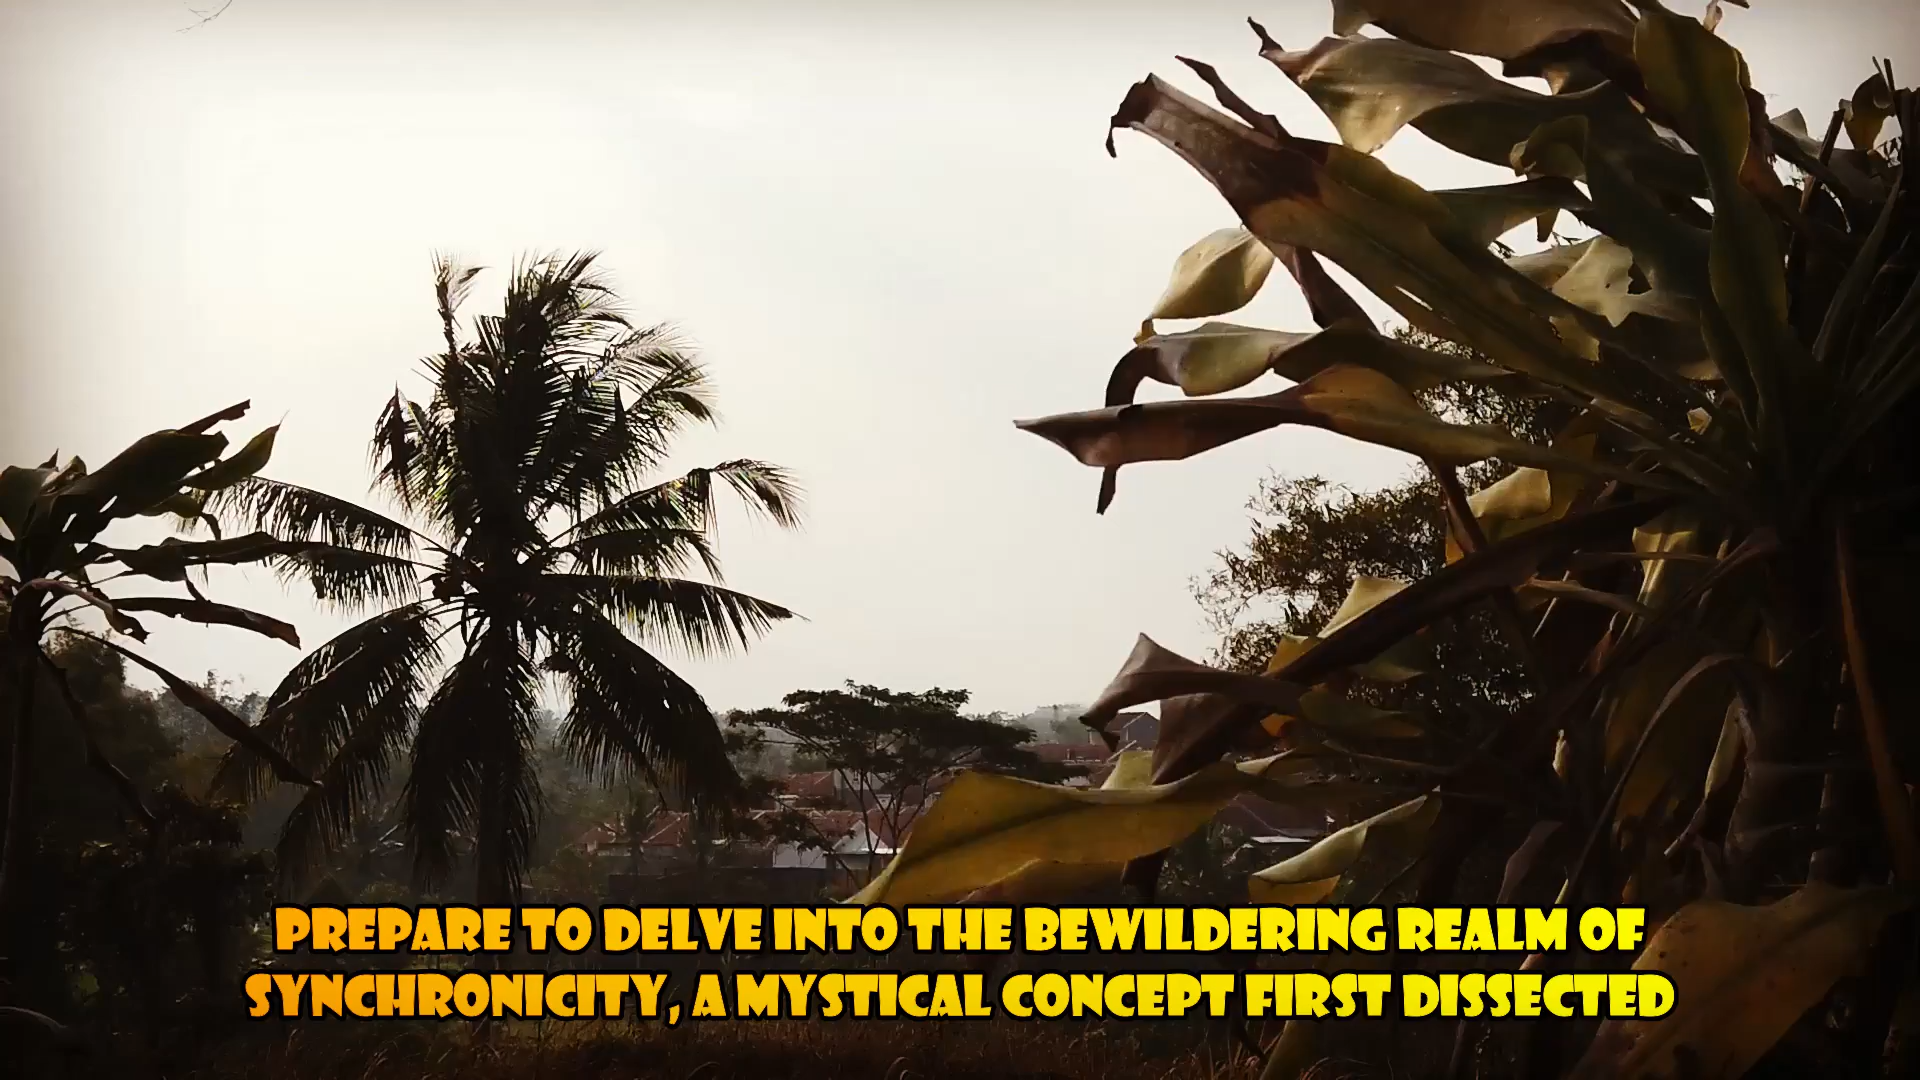 PREPARE TO DELVE INTO THE BEWILDERING REALM OF
SYNCHRONICITY, A MYSTICAL CONCEPT FIRST DISSECTED